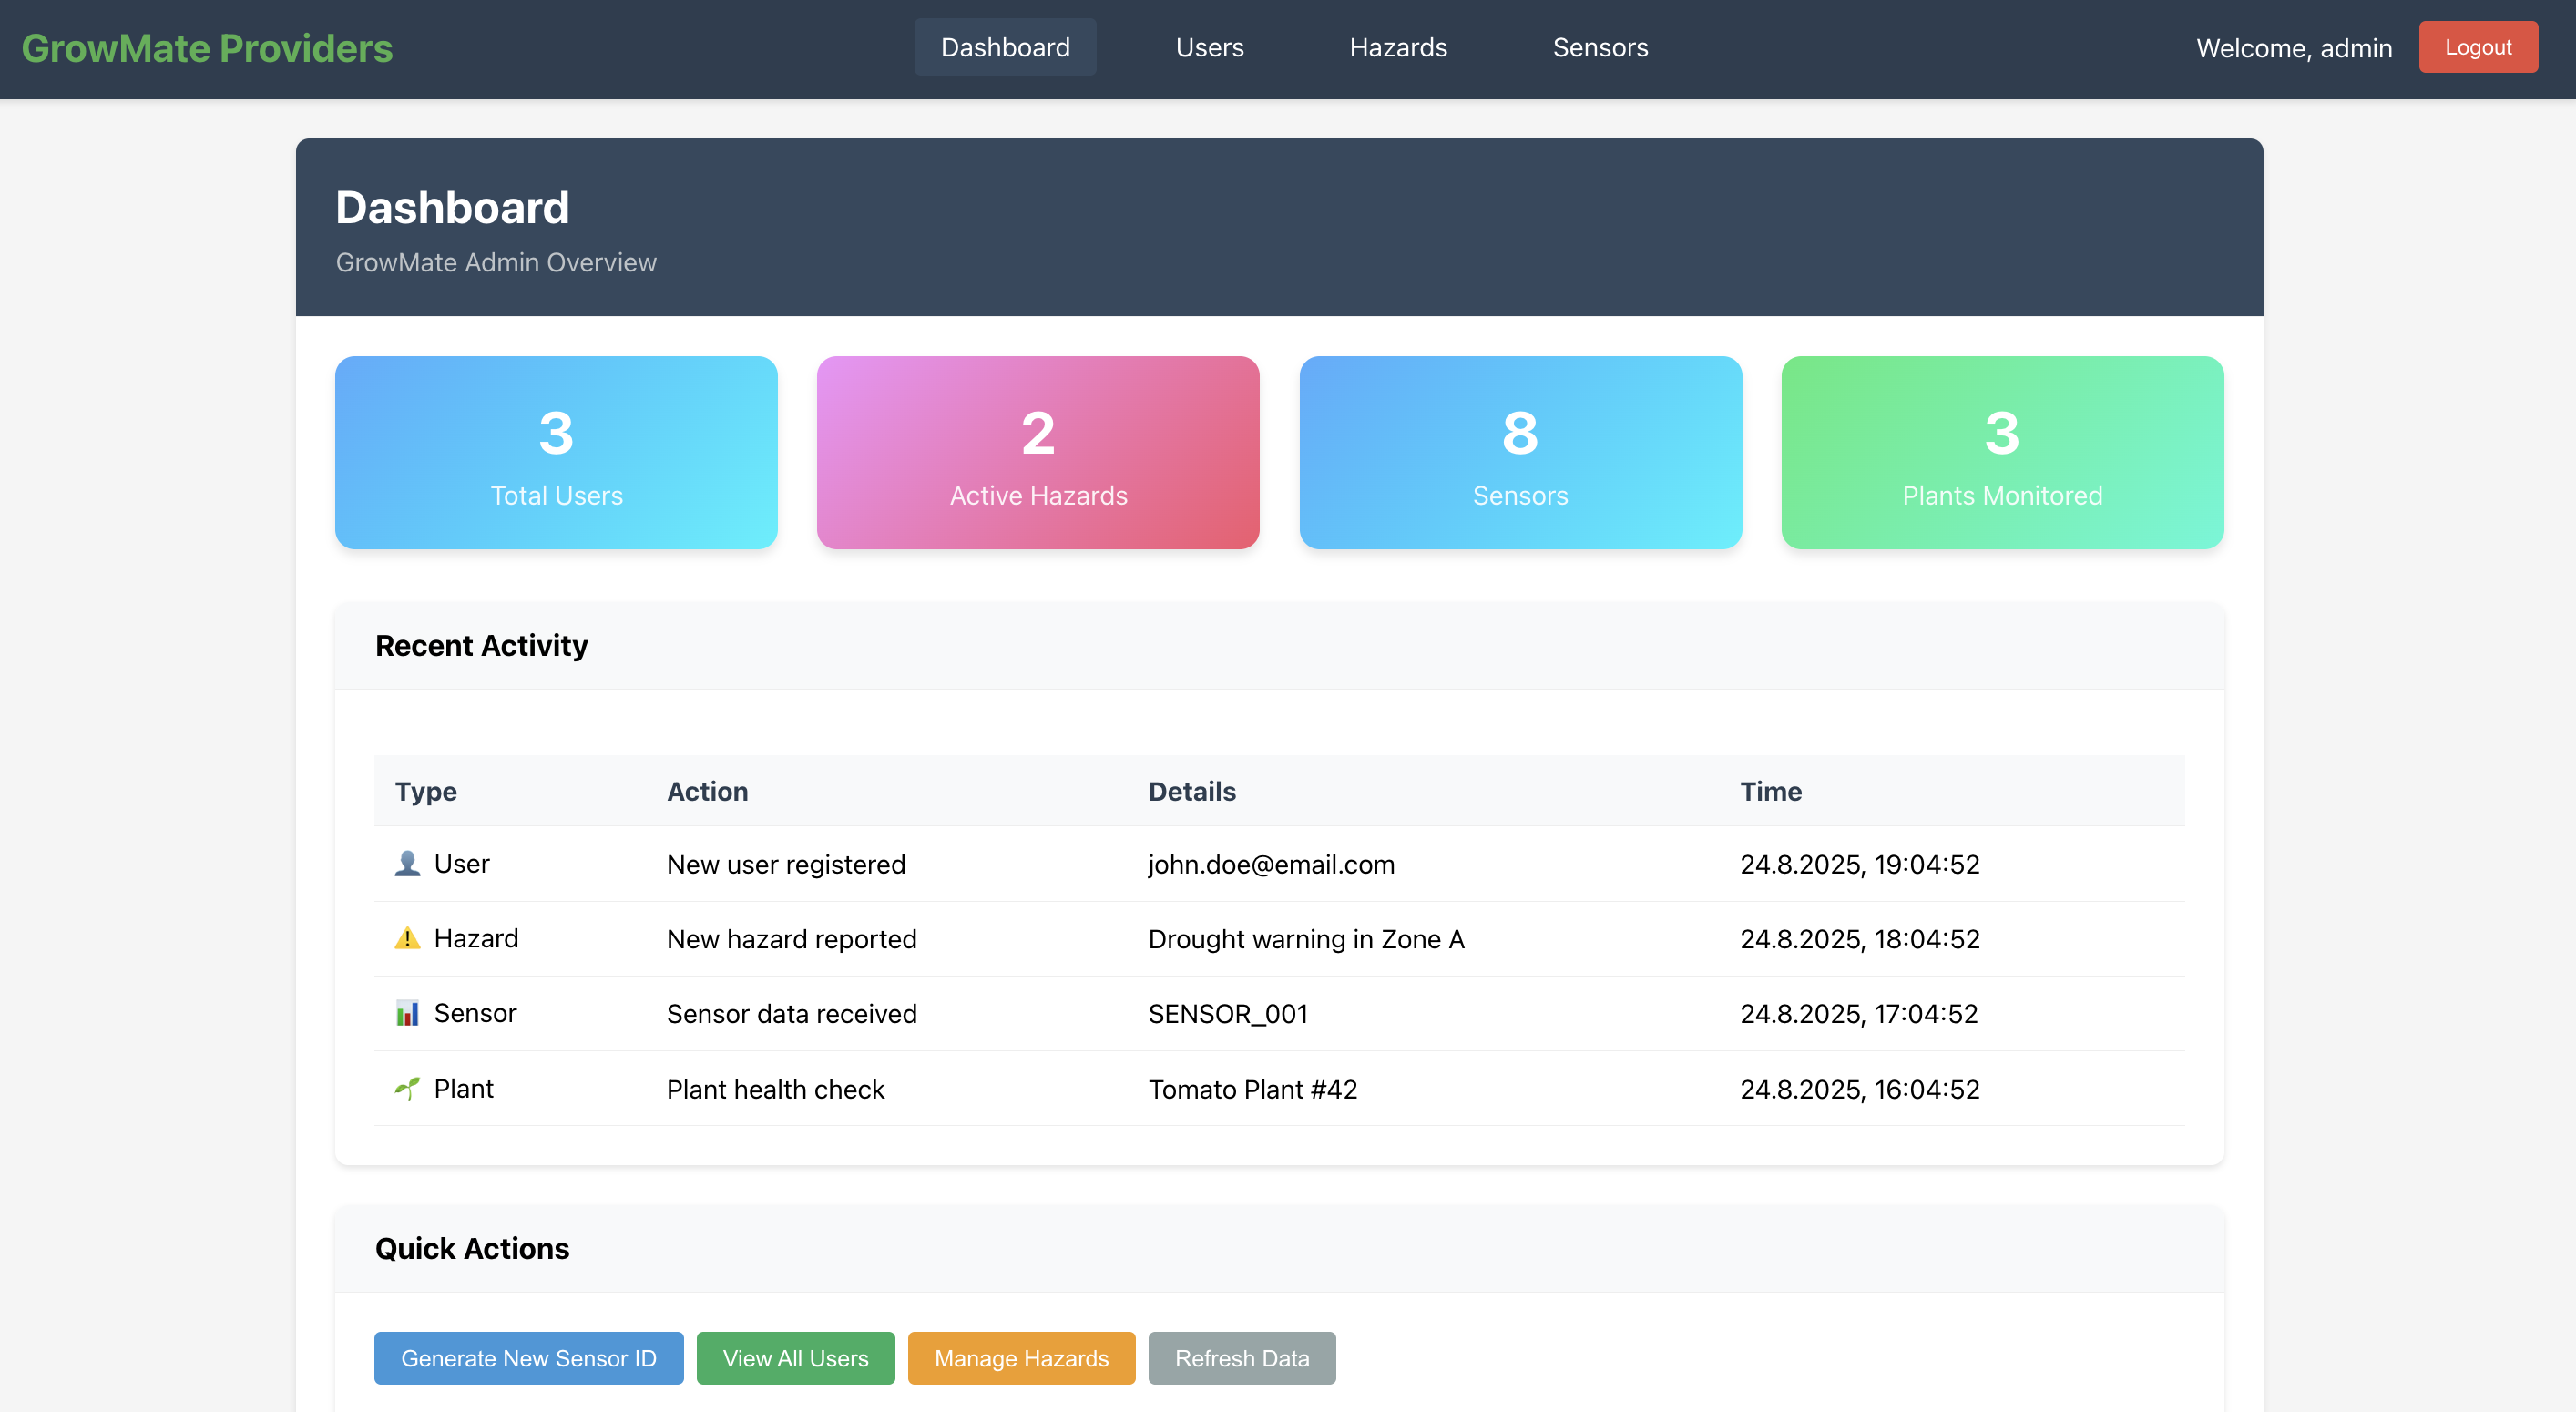 GrowMate Providers Dashboard Users Hazards Sensors Welcome, admin Logout
Dashboard
GrowMate Admin Overview
3 2 8 3
Total Users Active Hazards Sensors Plants Monitored
Recent Activity
Type Action Details Time
User New user registered john.doe@email.com 24.8.2025, 19:04:52
Hazard New hazard reported Drought warning in Zone A 24.8.2025, 18:04:52
Sensor Sensor data received SENSOR_001 24.8.2025, 17:04:52
Plant Plant health check Tomato Plant #42 24.8.2025, 16:04:52
Quick Actions
Generate New Sensor ID View All Users Manage Hazards Refresh Data